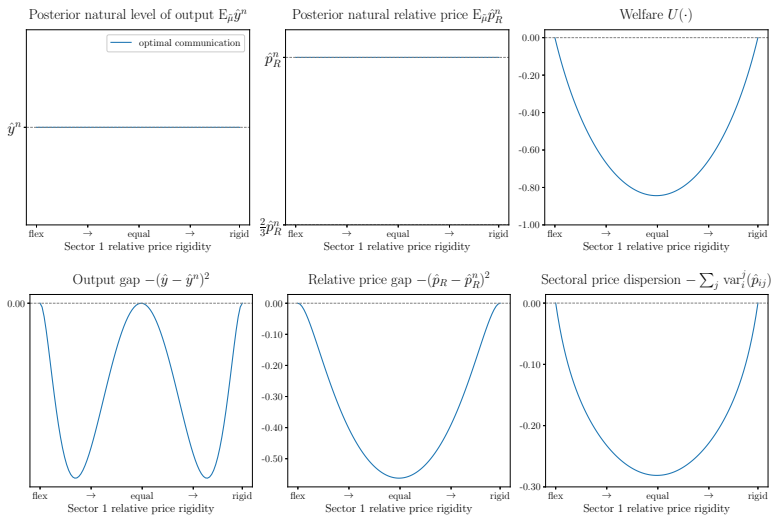 Posterior natural level of output E_μ̂ ŷⁿ
optimal communication
ŷⁿ
flex → equal → rigid
Sector 1 relative price rigidity
Posterior natural relative price E_μ̂ p̂ⁿ_R
p̂ⁿ_R
⅔p̂ⁿ_R
flex → equal → rigid
Sector 1 relative price rigidity
Welfare U(·)
0.00
-0.20
-0.40
-0.60
-0.80
-1.00
flex → equal → rigid
Sector 1 relative price rigidity
Output gap −(ŷ − ŷⁿ)²
0.00
flex → equal → rigid
Sector 1 relative price rigidity
Relative price gap −(p̂_R − p̂ⁿ_R)²
0.00
-0.10
-0.20
-0.30
-0.40
-0.50
flex → equal → rigid
Sector 1 relative price rigidity
Sectoral price dispersion − ∑_j varʲ_i(p̂_ij)
0.00
-0.10
-0.20
-0.30
flex → equal → rigid
Sector 1 relative price rigidity